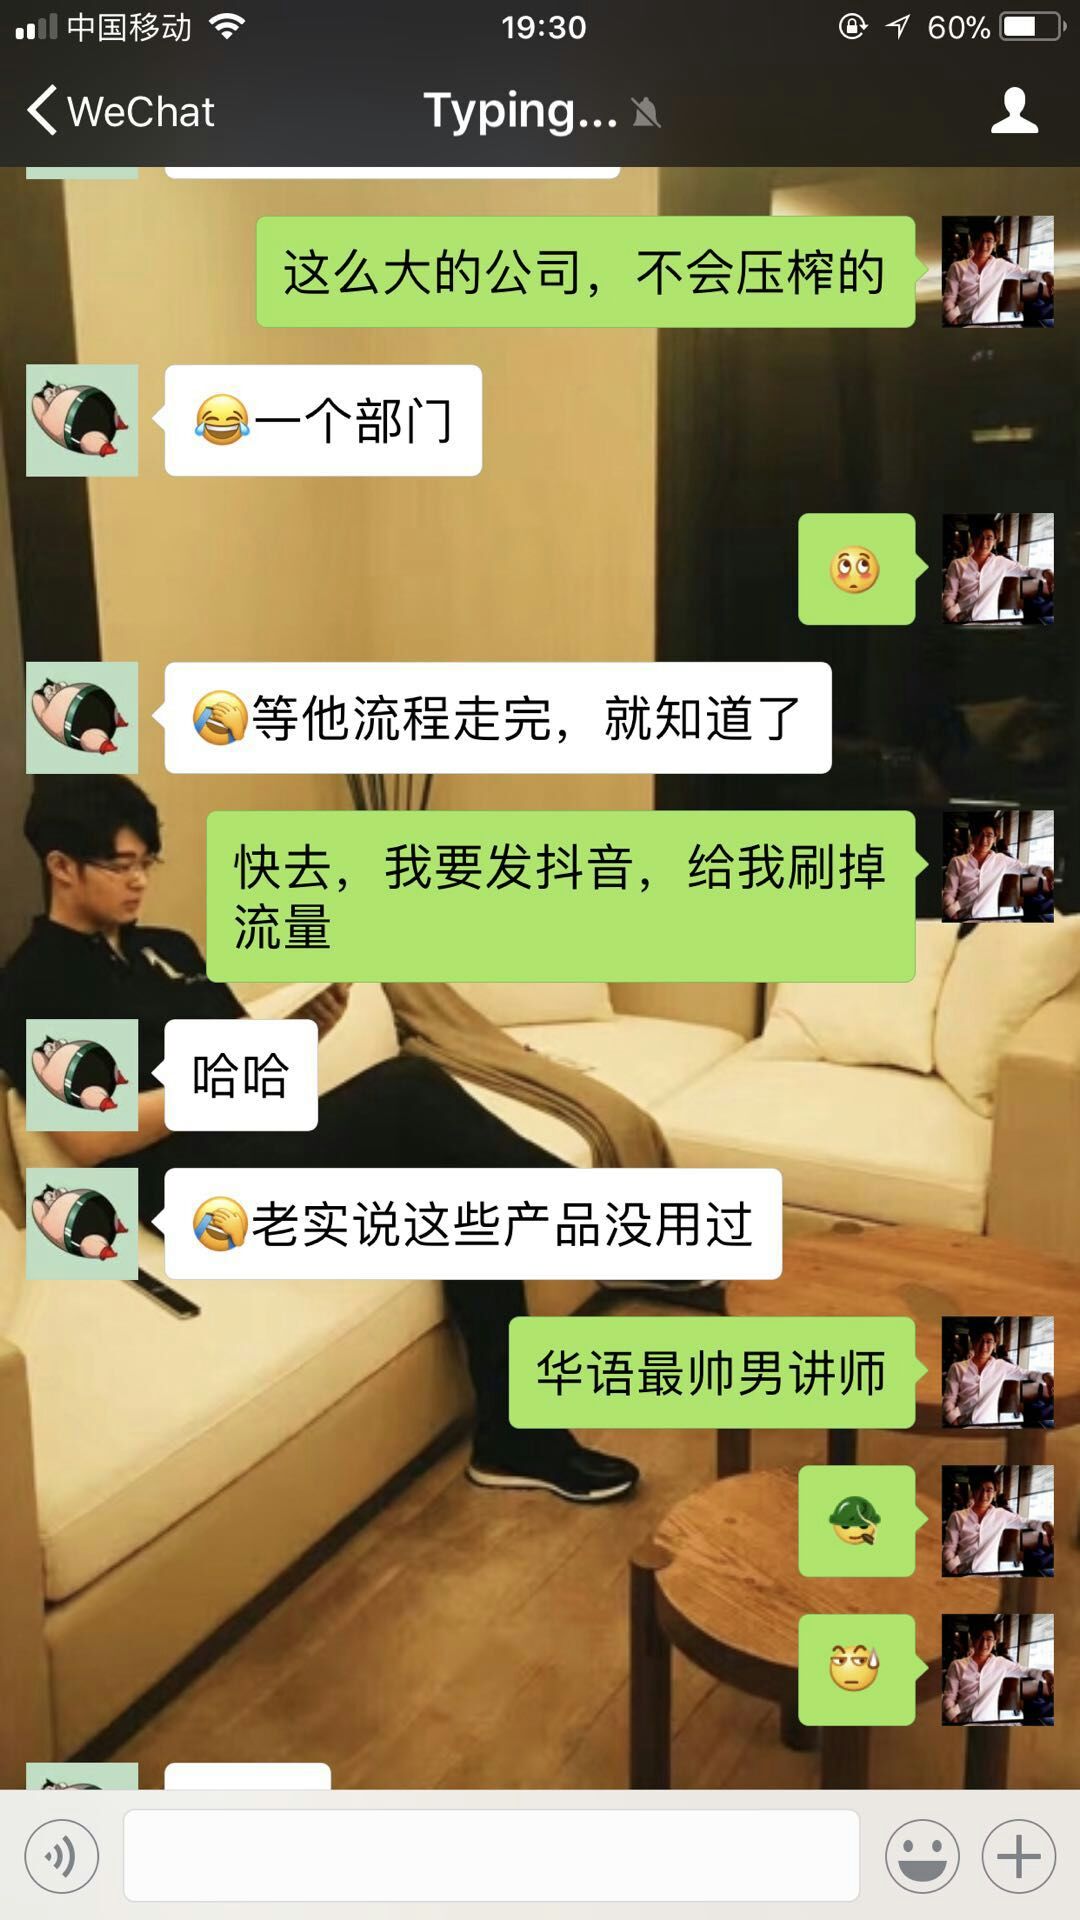 中国移动 19:30 60%
WeChat Typing...
这么大的公司，不会压榨的
😂一个部门
🤦等他流程走完，就知道了
快去，我要发抖音，给我刷掉
流量
哈哈
🤦老实说这些产品没用过
华语最帅男讲师